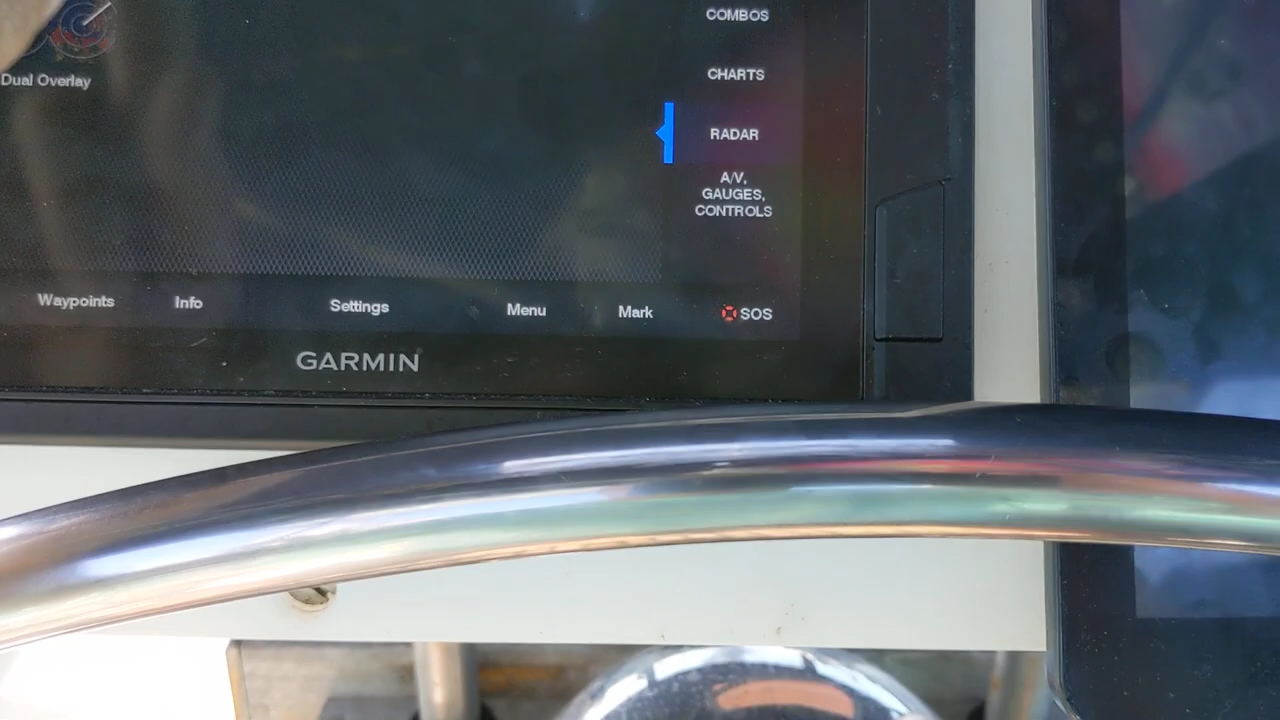 COMBOS
Dual Overlay
CHARTS
RADAR
A/V,
GAUGES,
CONTROLS
Waypoints
Info
Settings
Menu
Mark
SOS
GARMIN